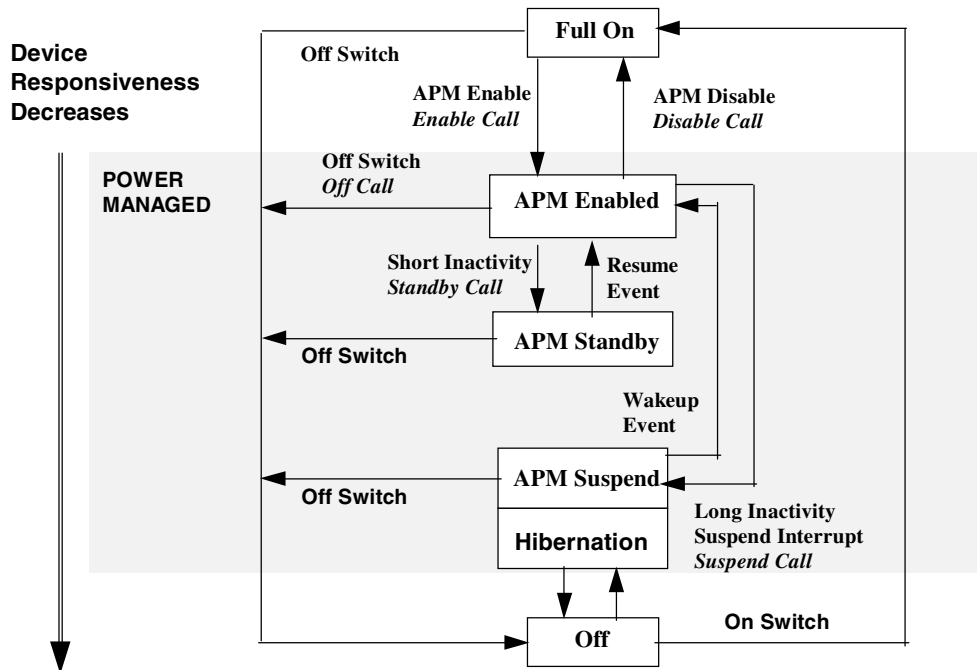 Full On
Device
Responsiveness
Decreases
Off Switch
APM Enable
Enable Call
APM Disable
Disable Call
POWER
MANAGED
Off Switch
Off Call
APM Enabled
Short Inactivity
Standby Call
Resume
Event
APM Standby
Off Switch
Wakeup
Event
APM Suspend
Off Switch
Long Inactivity
Suspend Interrupt
Suspend Call
Hibernation
Off
On Switch